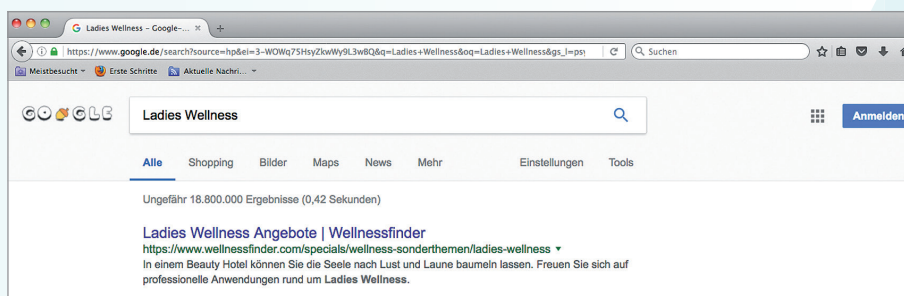 Ladies Wellness – Google-...
https://www.google.de/search?source=hp&ei=3-WOWq75HsyZkwWy9L3wBQ&q=Ladies+Wellness&oq=Ladies+Wellness&gs_l=psy
Suchen
Meistbesucht Erste Schritte Aktuelle Nachri...
GOOGLE Ladies Wellness
Anmelden
Alle Shopping Bilder Maps News Mehr Einstellungen Tools
Ungefähr 18.800.000 Ergebnisse (0,42 Sekunden)
Ladies Wellness Angebote | Wellnessfinder
https://www.wellnessfinder.com/specials/wellness-sonderthemen/ladies-wellness
In einem Beauty Hotel können Sie die Seele nach Lust und Laune baumeln lassen. Freuen Sie sich auf
professionelle Anwendungen rund um Ladies Wellness.